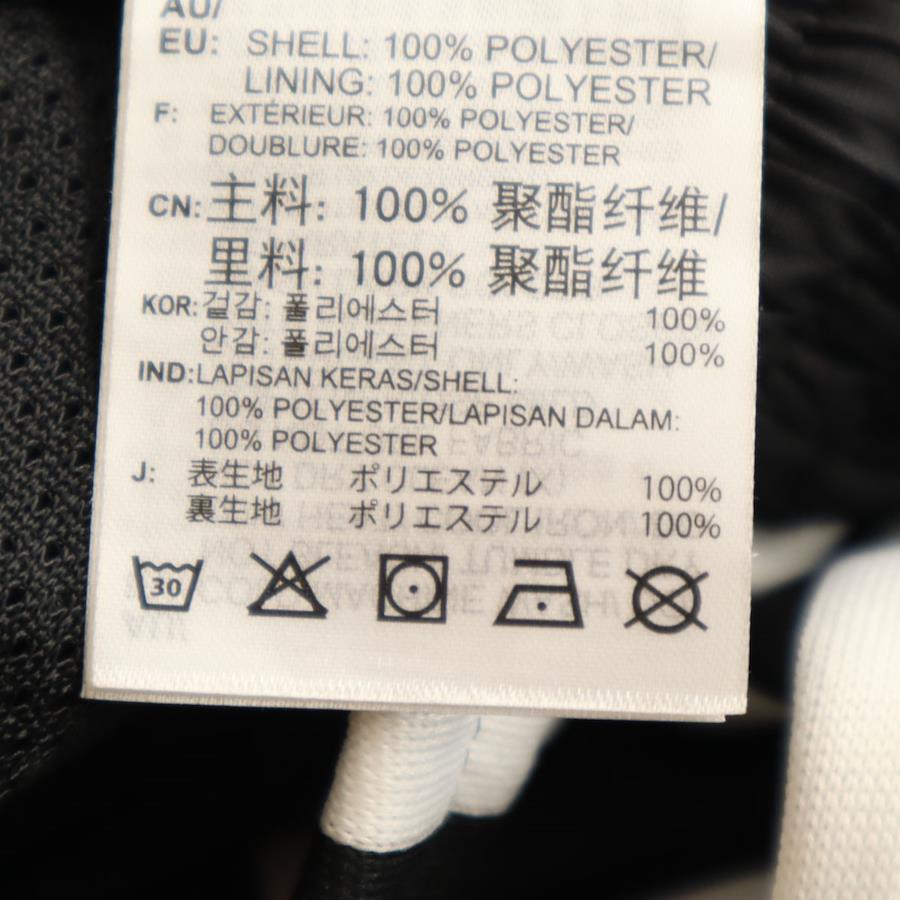 AU/
EU: SHELL: 100% POLYESTER/
LINING: 100% POLYESTER
F: EXTÉRIEUR: 100% POLYESTER/
DOUBLURE: 100% POLYESTER
CN: 主料: 100% 聚酯纤维/
里料: 100% 聚酯纤维
KOR: 겉감: 폴리에스터 100%
안감: 폴리에스터 100%
IND: LAPISAN KERAS/SHELL:
100% POLYESTER/LAPISAN DALAM:
100% POLYESTER
J: 表生地 ポリエステル 100%
裏生地 ポリエステル 100%
30